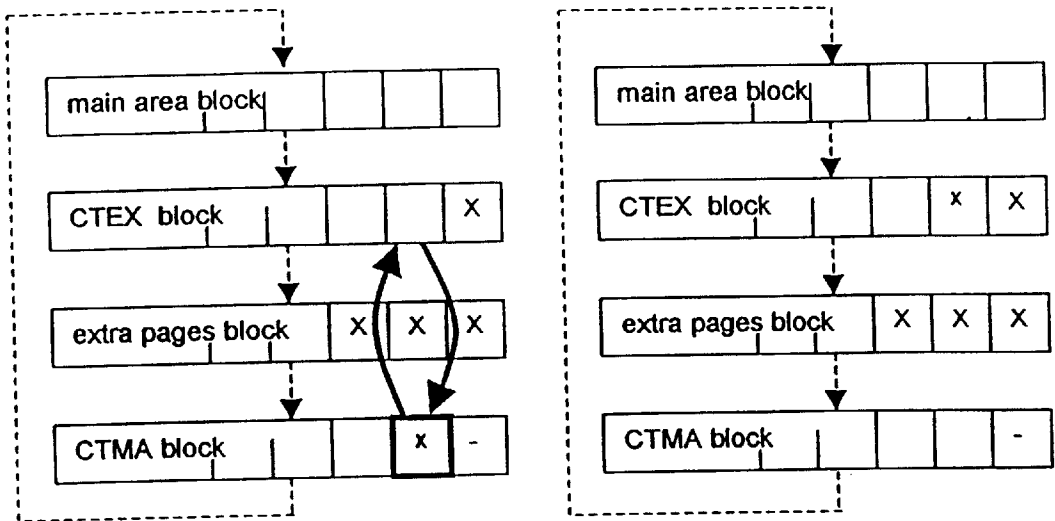 main area block
CTEX block X
extra pages block X X X
CTMA block x -
main area block
CTEX block x X
extra pages block X X X
CTMA block -